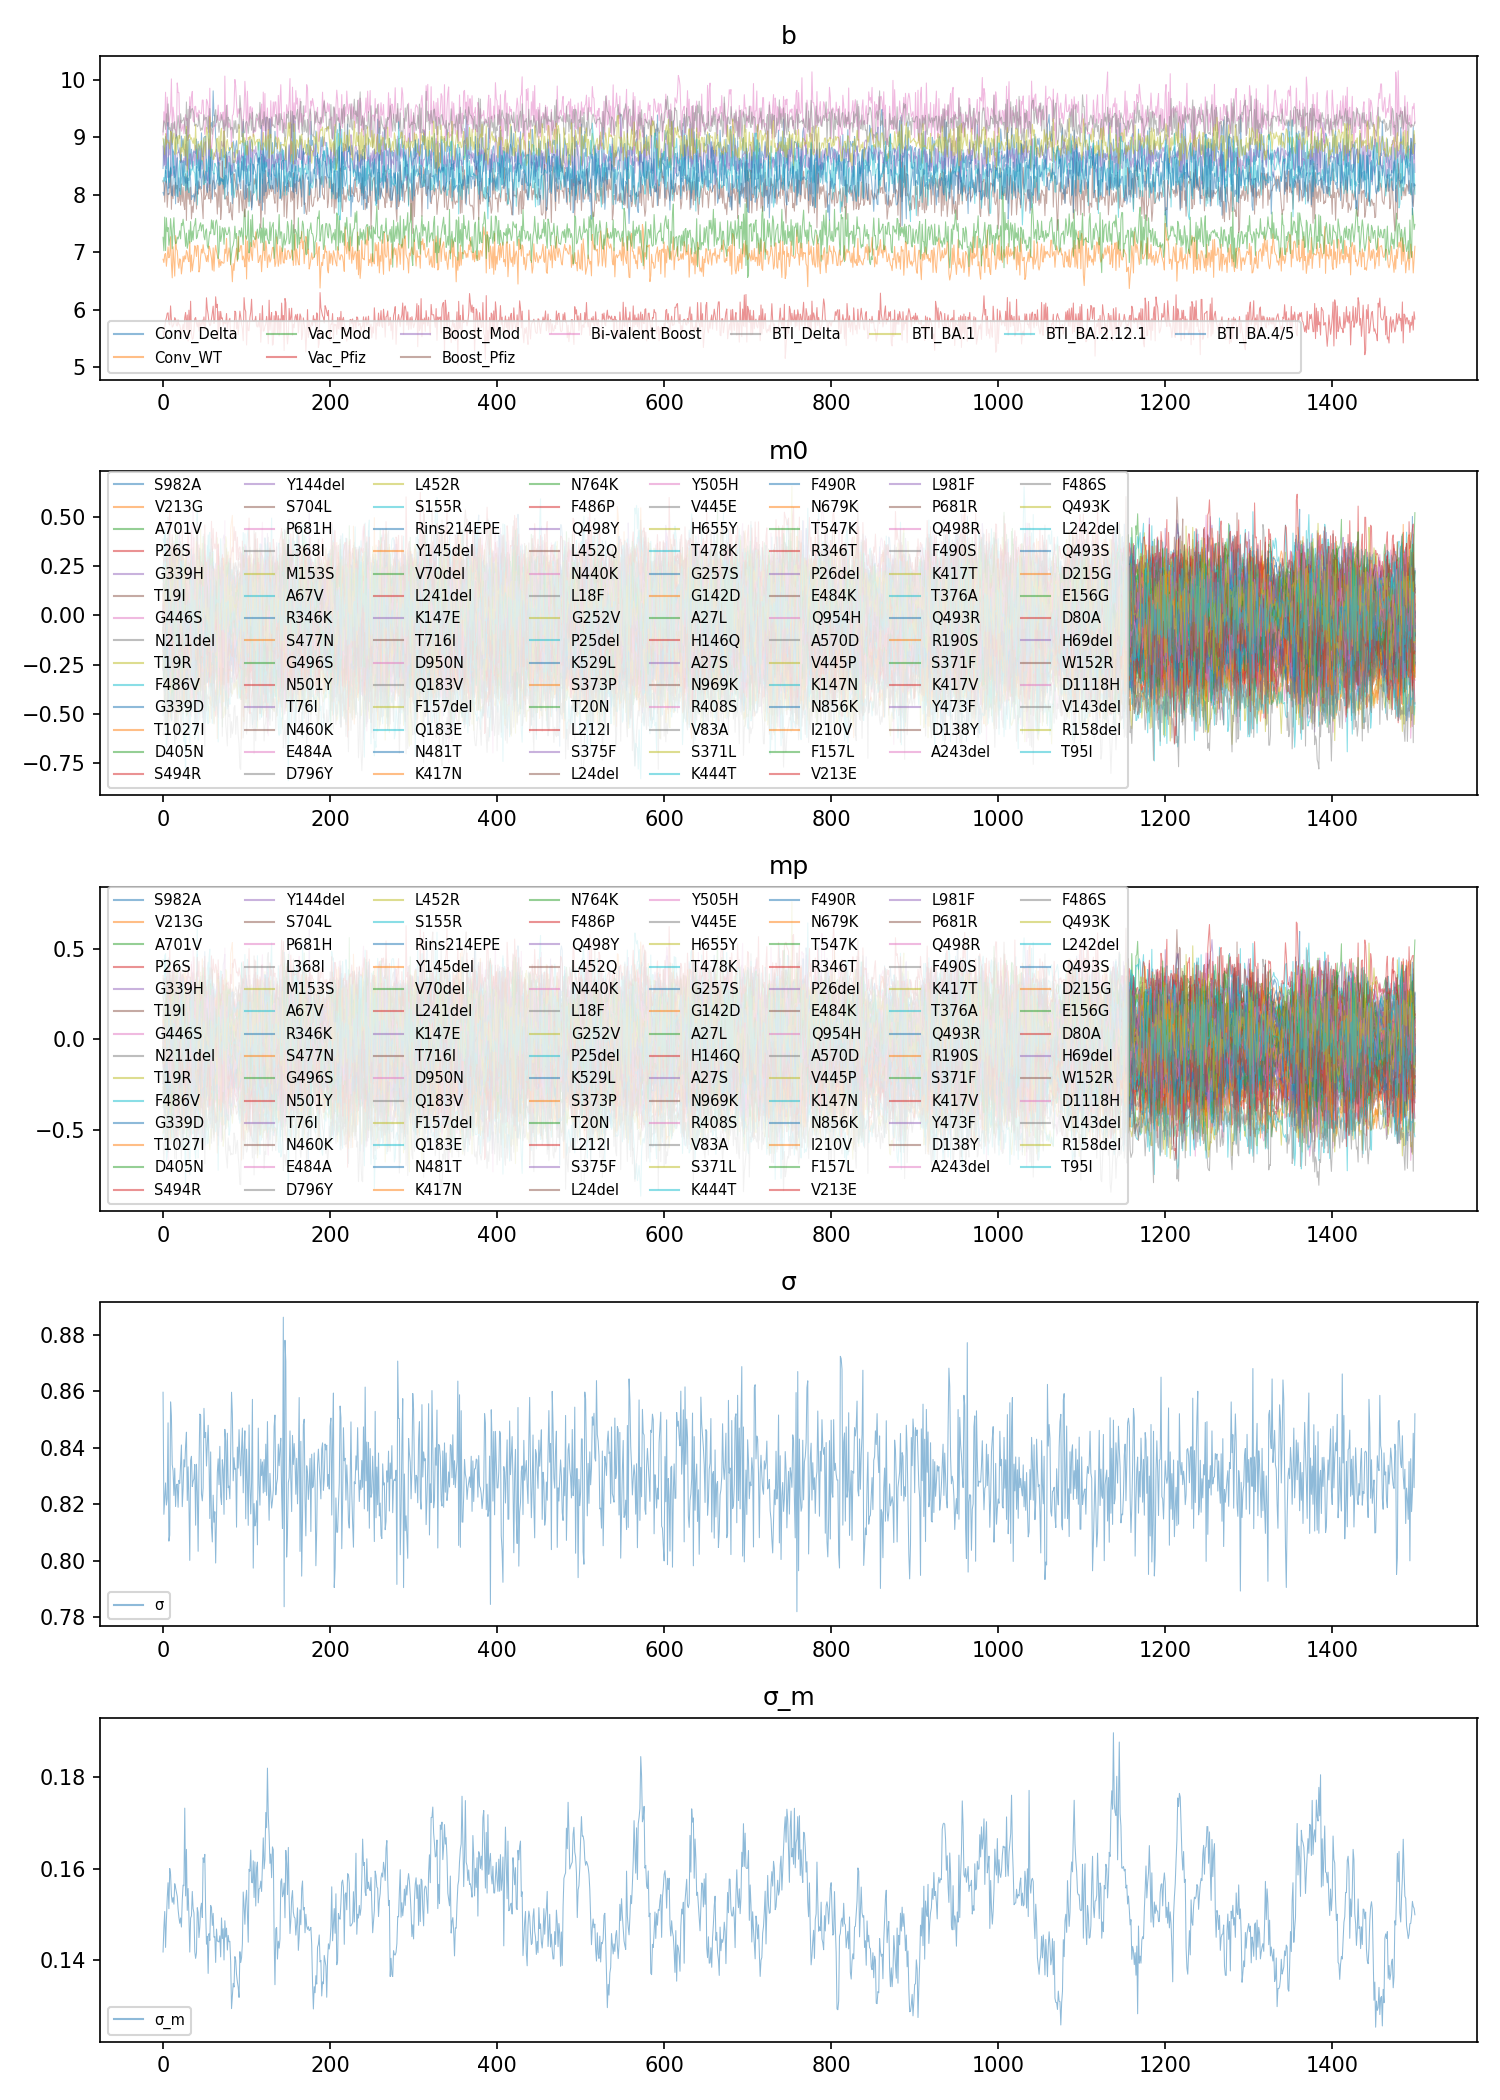 b
10
9
8
7
6
5
Conv_Delta Vac_Mod Boost_Mod Bi-valent Boost BTI_Delta BTI_BA.1 BTI_BA.2.12.1 BTI_BA.4/5
Conv_WT Vac_Pfiz Boost_Pfiz
0 200 400 600 800 1000 1200 1400
m0
0.50
0.25
0.00
−0.25
−0.50
−0.75
S982A Y144del L452R N764K Y505H F490R L981F F486S
V213G S704L S155R F486P V445E N679K P681R Q493K
A701V P681H Rins214EPE Q498Y H655Y T547K Q498R L242del
P26S L368I Y145del L452Q T478K R346T F490S Q493S
G339H M153S V70del N440K G257S P26del K417T D215G
T19I A67V L241del L18F G142D E484K T376A E156G
G446S R346K K147E G252V A27L Q954H Q493R D80A
N211del S477N T716I P25del H146Q A570D R190S H69del
T19R G496S D950N K529L A27S V445P S371F W152R
F486V N501Y Q183V S373P N969K K147N K417V D1118H
G339D T76I F157del T20N R408S N856K Y473F V143del
T1027I N460K Q183E L212I V83A I210V D138Y R158del
D405N E484A N481T S375F S371L F157L A243del T95I
S494R D796Y K417N L24del K444T V213E
0 200 400 600 800 1000 1200 1400
mp
0.5
0.0
−0.5
S982A Y144del L452R N764K Y505H F490R L981F F486S
V213G S704L S155R F486P V445E N679K P681R Q493K
A701V P681H Rins214EPE Q498Y H655Y T547K Q498R L242del
P26S L368I Y145del L452Q T478K R346T F490S Q493S
G339H M153S V70del N440K G257S P26del K417T D215G
T19I A67V L241del L18F G142D E484K T376A E156G
G446S R346K K147E G252V A27L Q954H Q493R D80A
N211del S477N T716I P25del H146Q A570D R190S H69del
T19R G496S D950N K529L A27S V445P S371F W152R
F486V N501Y Q183V S373P N969K K147N K417V D1118H
G339D T76I F157del T20N R408S N856K Y473F V143del
T1027I N460K Q183E L212I V83A I210V D138Y R158del
D405N E484A N481T S375F S371L F157L A243del T95I
S494R D796Y K417N L24del K444T V213E
0 200 400 600 800 1000 1200 1400
σ
0.88
0.86
0.84
0.82
0.80
0.78
σ
0 200 400 600 800 1000 1200 1400
σ_m
0.18
0.16
0.14
σ_m
0 200 400 600 800 1000 1200 1400